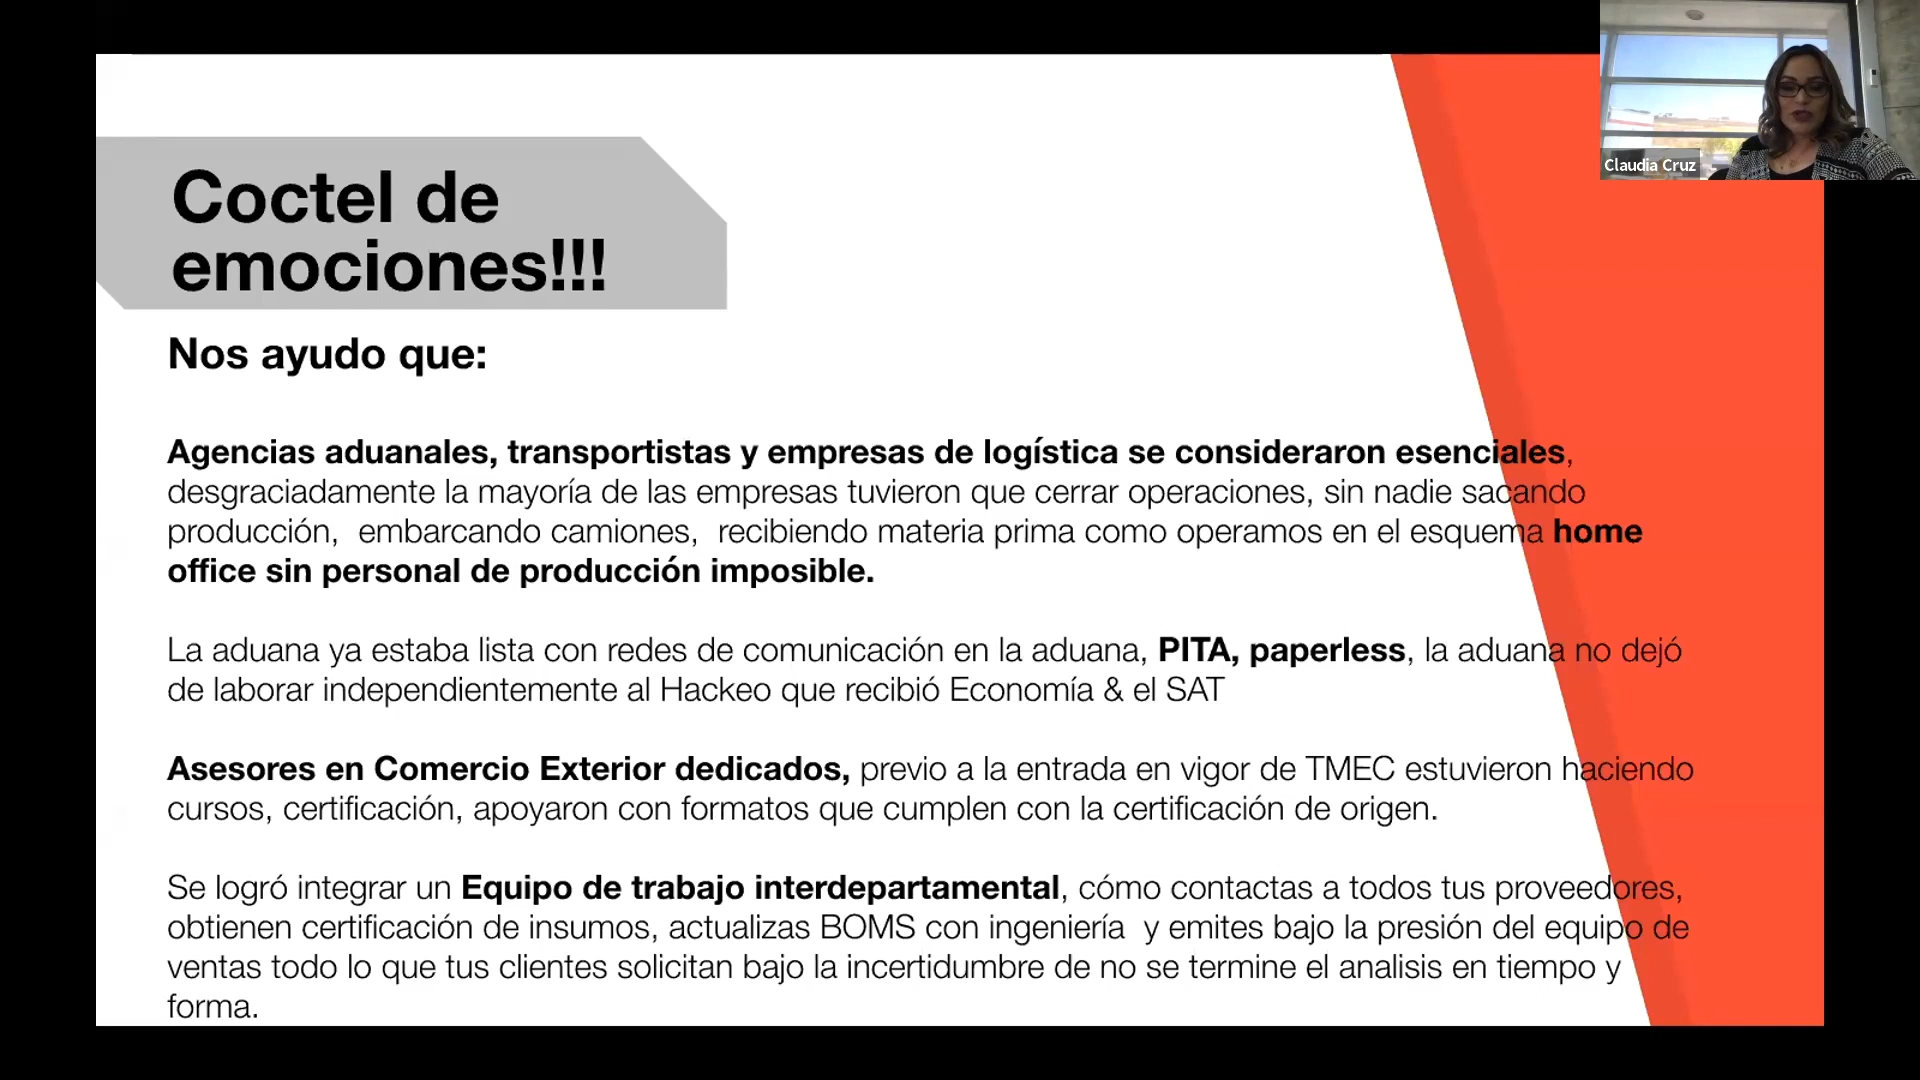 Claudia Cruz
Coctel de
emociones!!!
Nos ayudo que:
Agencias aduanales, transportistas y empresas de logística se consideraron esenciales,
desgraciadamente la mayoría de las empresas tuvieron que cerrar operaciones, sin nadie sacando
producción,  embarcando camiones,  recibiendo materia prima como operamos en el esquema home
office sin personal de producción imposible.
La aduana ya estaba lista con redes de comunicación en la aduana, PITA, paperless, la aduana no dejó
de laborar independientemente al Hackeo que recibió Economía & el SAT
Asesores en Comercio Exterior dedicados, previo a la entrada en vigor de TMEC estuvieron haciendo
cursos, certificación, apoyaron con formatos que cumplen con la certificación de origen.
Se logró integrar un Equipo de trabajo interdepartamental, cómo contactas a todos tus proveedores,
obtienen certificación de insumos, actualizas BOMS con ingeniería  y emites bajo la presión del equipo de
ventas todo lo que tus clientes solicitan bajo la incertidumbre de no se termine el analisis en tiempo y
forma.